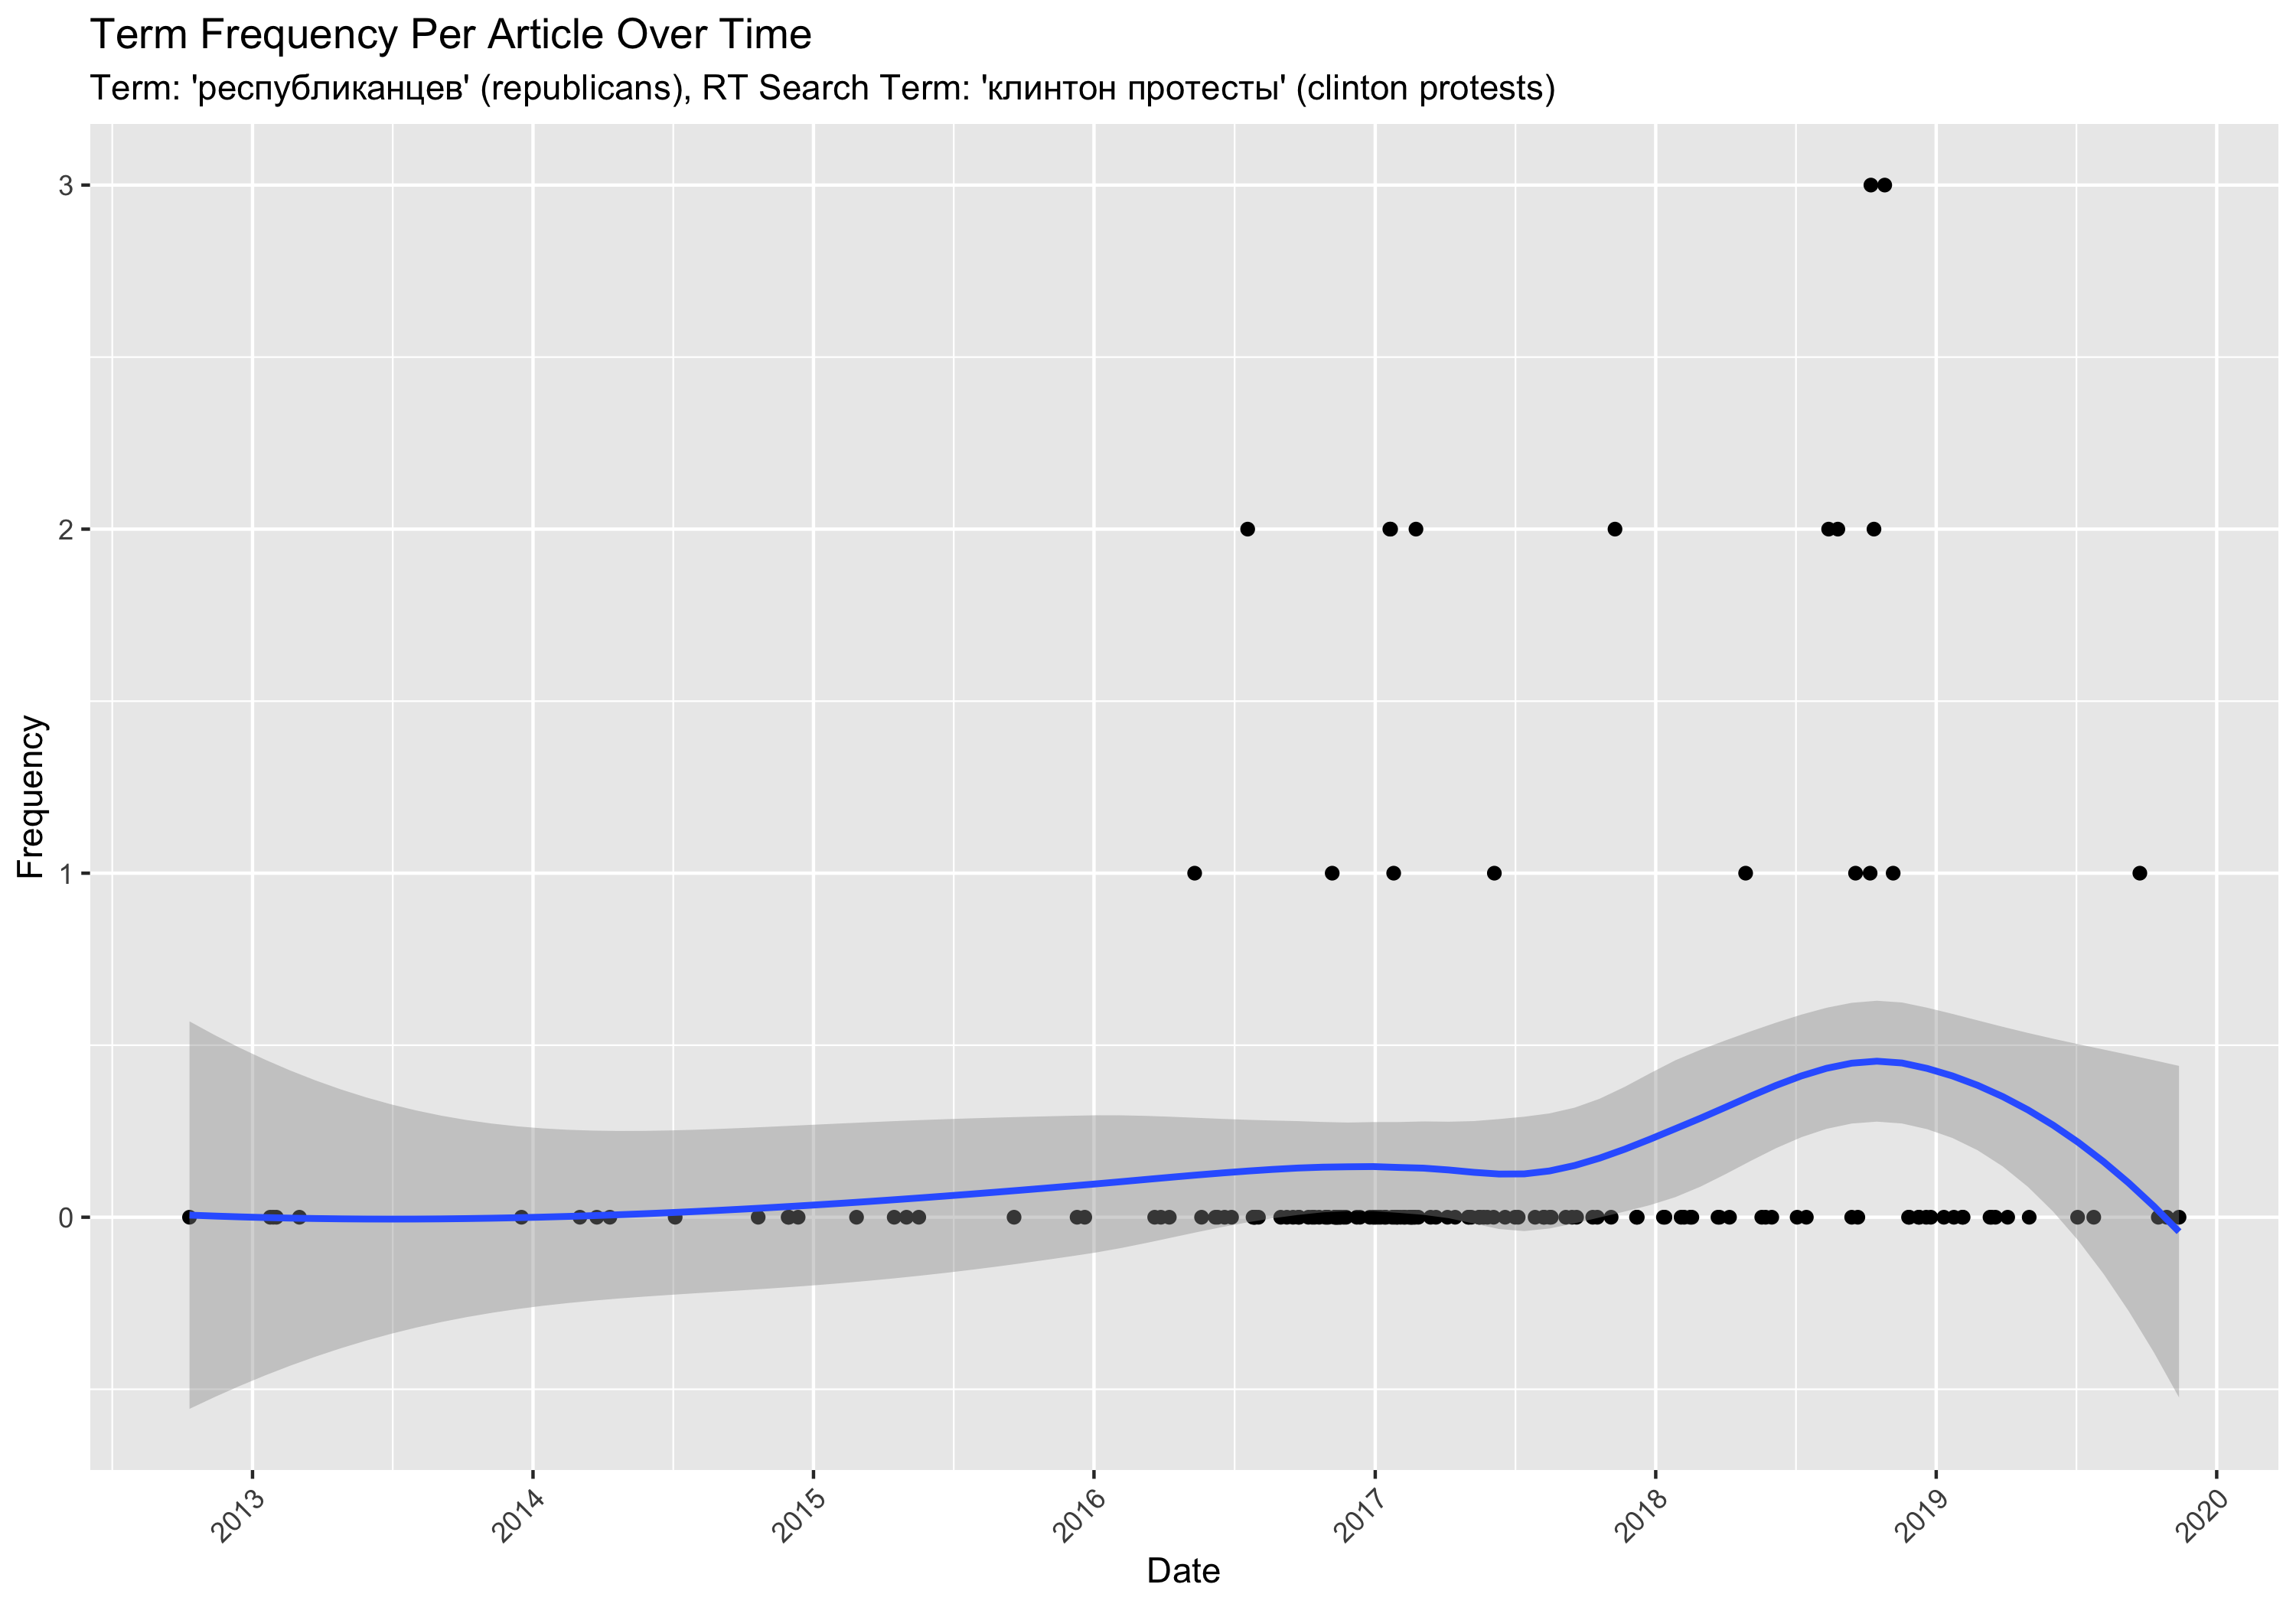 Term Frequency Per Article Over Time
Term: 'республиканцев' (republicans), RT Search Term: 'клинтон протесты' (clinton protests)
Frequency
3
2
1
0
2013 2014 2015 2016 2017 2018 2019 2020
Date